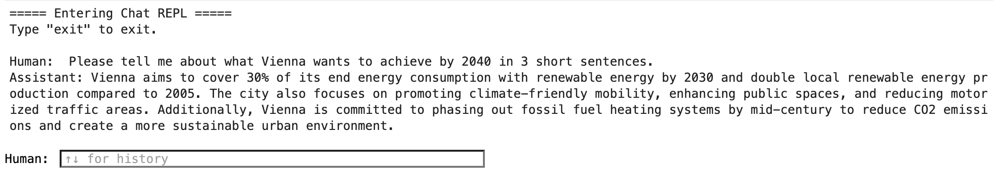 ===== Entering Chat REPL =====
Type "exit" to exit.
Human:  Please tell me about what Vienna wants to achieve by 2040 in 3 short sentences.
Assistant: Vienna aims to cover 30% of its end energy consumption with renewable energy by 2030 and double local renewable energy pr
oduction compared to 2005. The city also focuses on promoting climate-friendly mobility, enhancing public spaces, and reducing motor
ized traffic areas. Additionally, Vienna is committed to phasing out fossil fuel heating systems by mid-century to reduce CO2 emissi
ons and create a more sustainable urban environment.
Human: ↑↓ for history